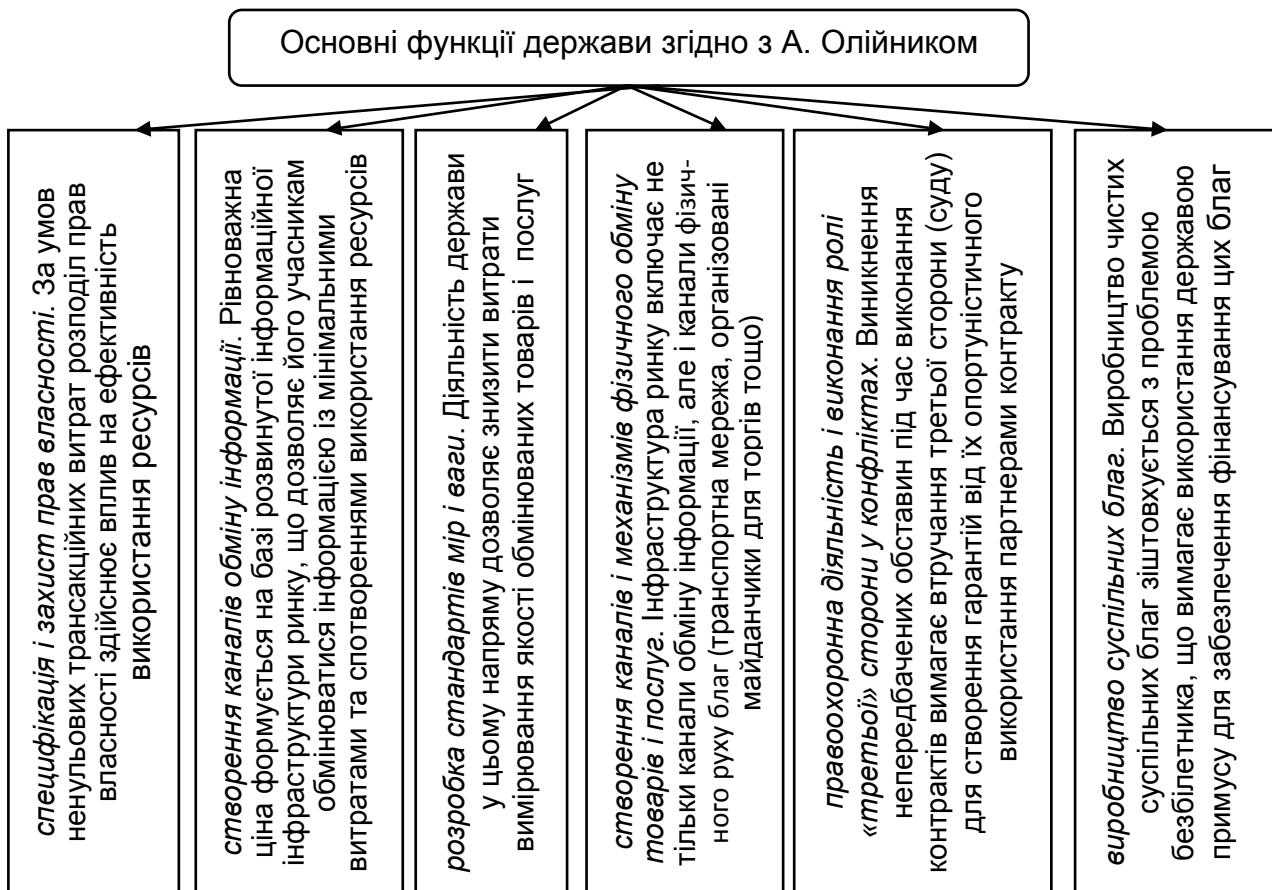 Основні функції держави згідно з А. Олійником
специфікація і захист прав власності. За умов
ненульових трансакційних витрат розподіл прав
власності здійснює вплив на ефективність
використання ресурсів
створення каналів обміну інформації. Рівноважна
ціна формується на базі розвинутої інформаційної
інфраструктури ринку, що дозволяє його учасникам
обмінюватися інформацією із мінімальними
витратами та спотвореннями використання ресурсів
розробка стандартів мір і ваги. Діяльність держави
у цьому напряму дозволяє знизити витрати
вимірювання якості обмінюваних товарів і послуг
створення каналів і механізмів фізичного обміну
товарів і послуг. Інфраструктура ринку включає не
тільки канали обміну інформації, але і канали фізич-
ного руху благ (транспортна мережа, організовані
майданчики для торгів тощо)
правоохоронна діяльність і виконання ролі
«третьої» сторони у конфліктах. Виникнення
непередбачених обставин під час виконання
контрактів вимагає втручання третьої сторони (суду)
для створення гарантій від їх опортуністичного
використання партнерами контракту
виробництво суспільних благ. Виробництво чистих
суспільних благ зіштовхується з проблемою
безбілетника, що вимагає використання державою
примусу для забезпечення фінансування цих благ